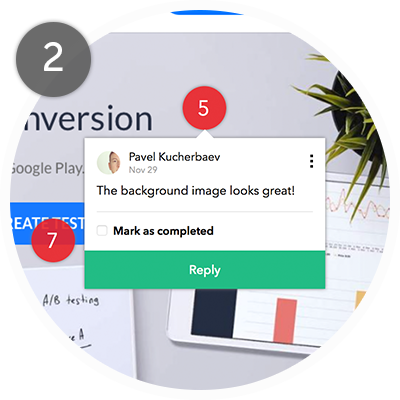 2
5
nversion
Pavel Kucherbaev
Nov 29
Google Play.
The background image looks great!
REATE TEST
7
Mark as completed
Reply
A/B testing